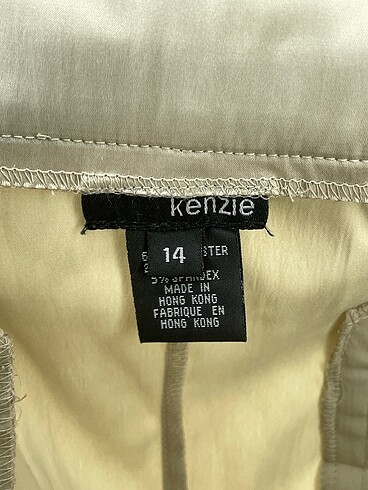 kenzie
14
5% SPANDEX
MADE IN
HONG KONG
FABRIQUE EN
HONG KONG